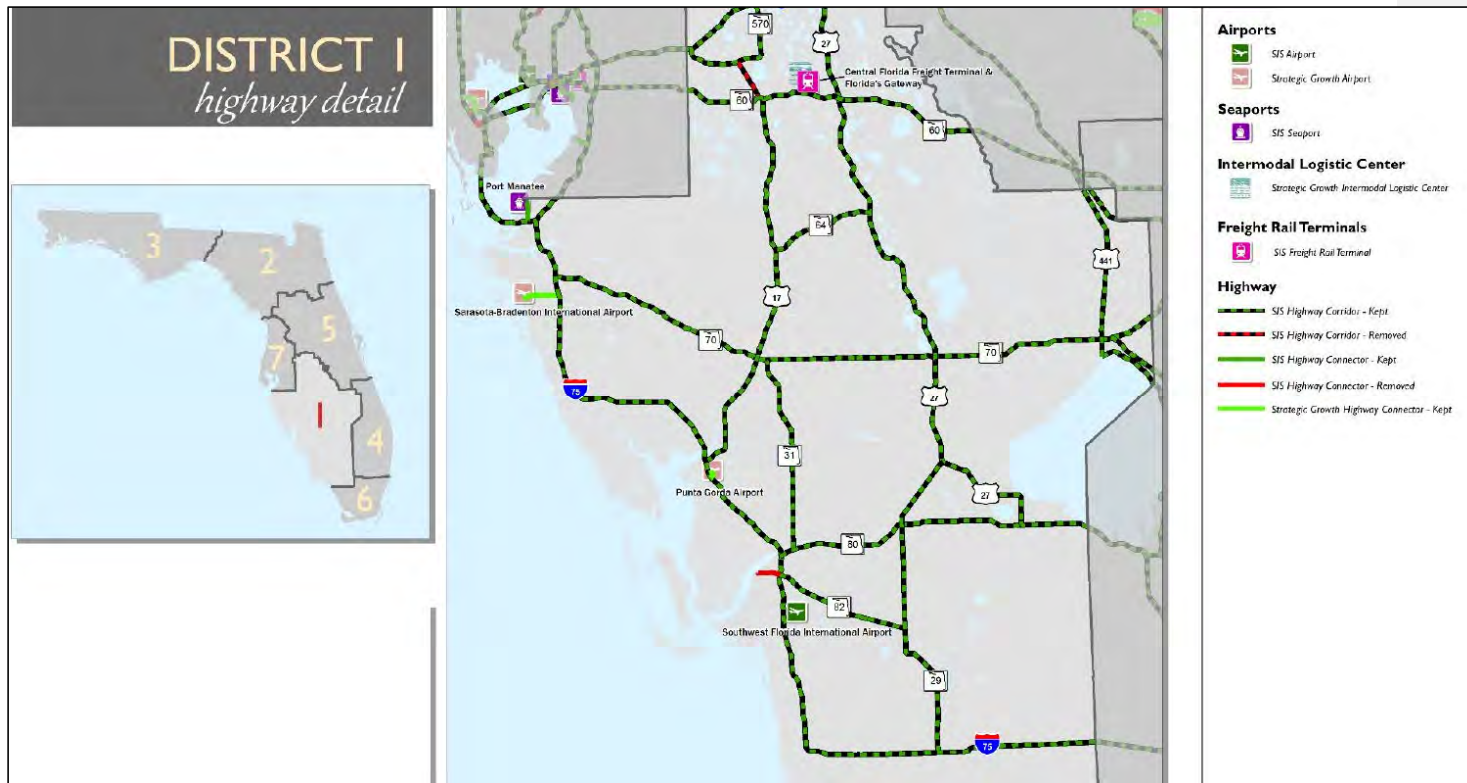 DISTRICT 1
highway detail
3
2
5
7
1
4
6
570
27
Central Florida Freight Terminal &
Florida's Gateway
60
60
Port Manatee
64
441
17
Sarasota-Bradenton International Airport
70
70
75
27
31
Punta Gorda Airport
27
80
82
Southwest Florida International Airport
29
75
Airports
SIS Airport
Strategic Growth Airport
Seaports
SIS Seaport
Intermodal Logistic Center
Strategic Growth Intermodal Logistic Center
Freight Rail Terminals
SIS Freight Rail Terminal
Highway
SIS Highway Corridor - Kept
SIS Highway Corridor - Removed
SIS Highway Connector - Kept
SIS Highway Connector - Removed
Strategic Growth Highway Connector - Kept